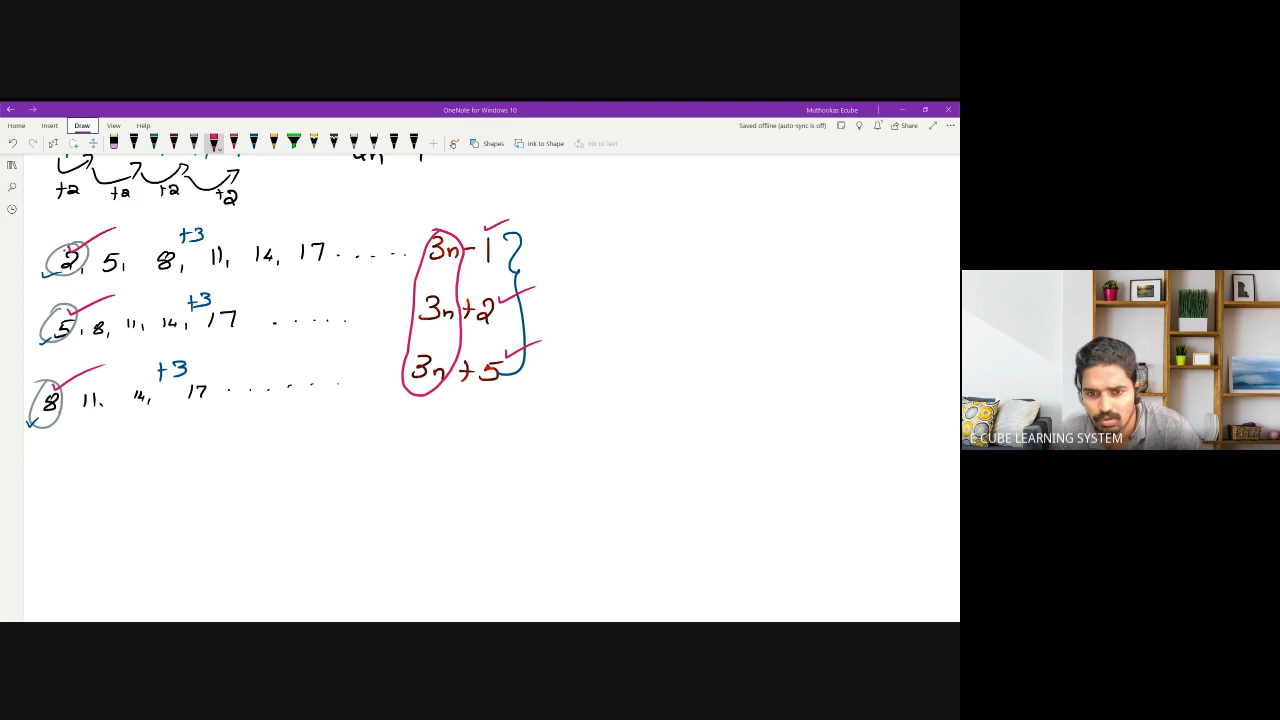 OneNote for Windows 10
Muthookas Ecube
Home Insert Draw View Help
Saved offline (auto-sync is off)
Share
Shapes
Ink to Shape
Ink to Text
+2 +2 +2 +2
+3
2, 5, 8, 11, 14, 17 ..... 3n-1
+3
5, 8, 11, 14, 17 ..... 3n+2
+3
8 11, 14, 17 ....... 3n+5
E CUBE LEARNING SYSTEM